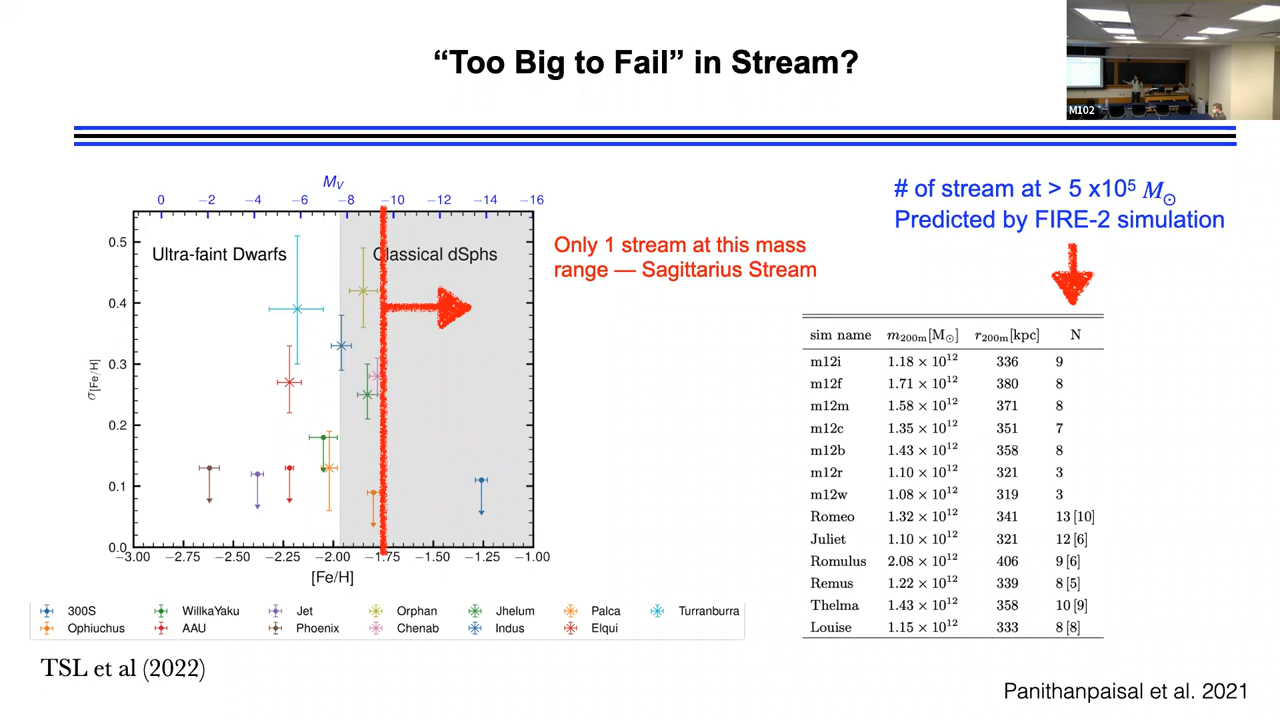 “Too Big to Fail” in Stream?
M102
# of stream at > 5 x10⁵ M☉
Predicted by FIRE-2 simulation
M_V
0 −2 −4 −6 −8 −10 −12 −14 −16
Ultra-faint Dwarfs
Classical dSphs
Only 1 stream at this mass
range — Sagittarius Stream
0.5
0.4
0.3
0.2
0.1
0.0
σ[Fe/H]
−3.00 −2.75 −2.50 −2.25 −2.00 −1.75 −1.50 −1.25 −1.00
[Fe/H]
300S WillkaYaku Jet Orphan Jhelum Palca Turranburra
Ophiuchus AAU Phoenix Chenab Indus Elqui
TSL et al (2022)
sim name m200m[M☉] r200m[kpc] N
m12i 1.18 × 10¹² 336 9
m12f 1.71 × 10¹² 380 8
m12m 1.58 × 10¹² 371 8
m12c 1.35 × 10¹² 351 7
m12b 1.43 × 10¹² 358 8
m12r 1.10 × 10¹² 321 3
m12w 1.08 × 10¹² 319 3
Romeo 1.32 × 10¹² 341 13 [10]
Juliet 1.10 × 10¹² 321 12 [6]
Romulus 2.08 × 10¹² 406 9 [6]
Remus 1.22 × 10¹² 339 8 [5]
Thelma 1.43 × 10¹² 358 10 [9]
Louise 1.15 × 10¹² 333 8 [8]
Panithanpaisal et al. 2021